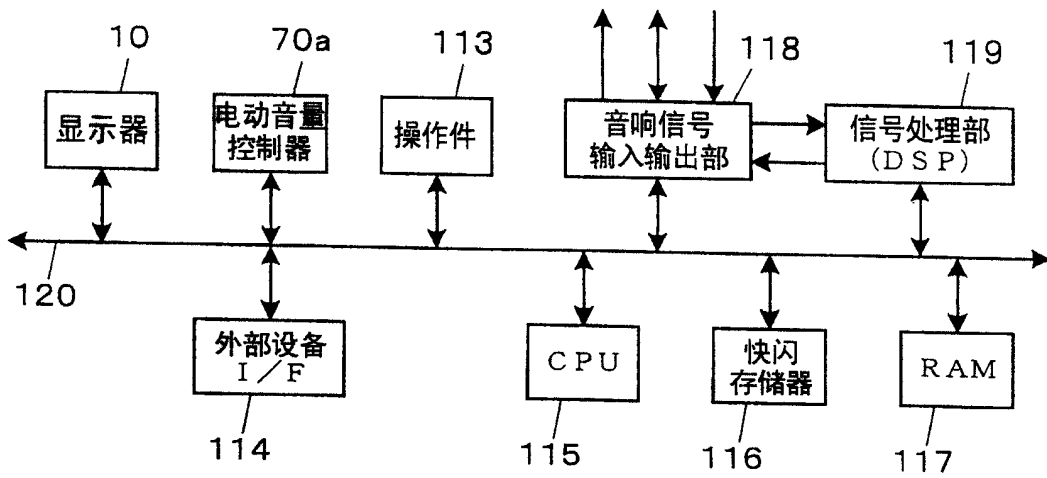 10
70a
113
118
119
显示器
电动音量
控制器
操作件
音响信号
输入输出部
信号处理部
(DSP)
120
外部设备
I／F
CPU
快闪
存储器
RAM
114
115
116
117